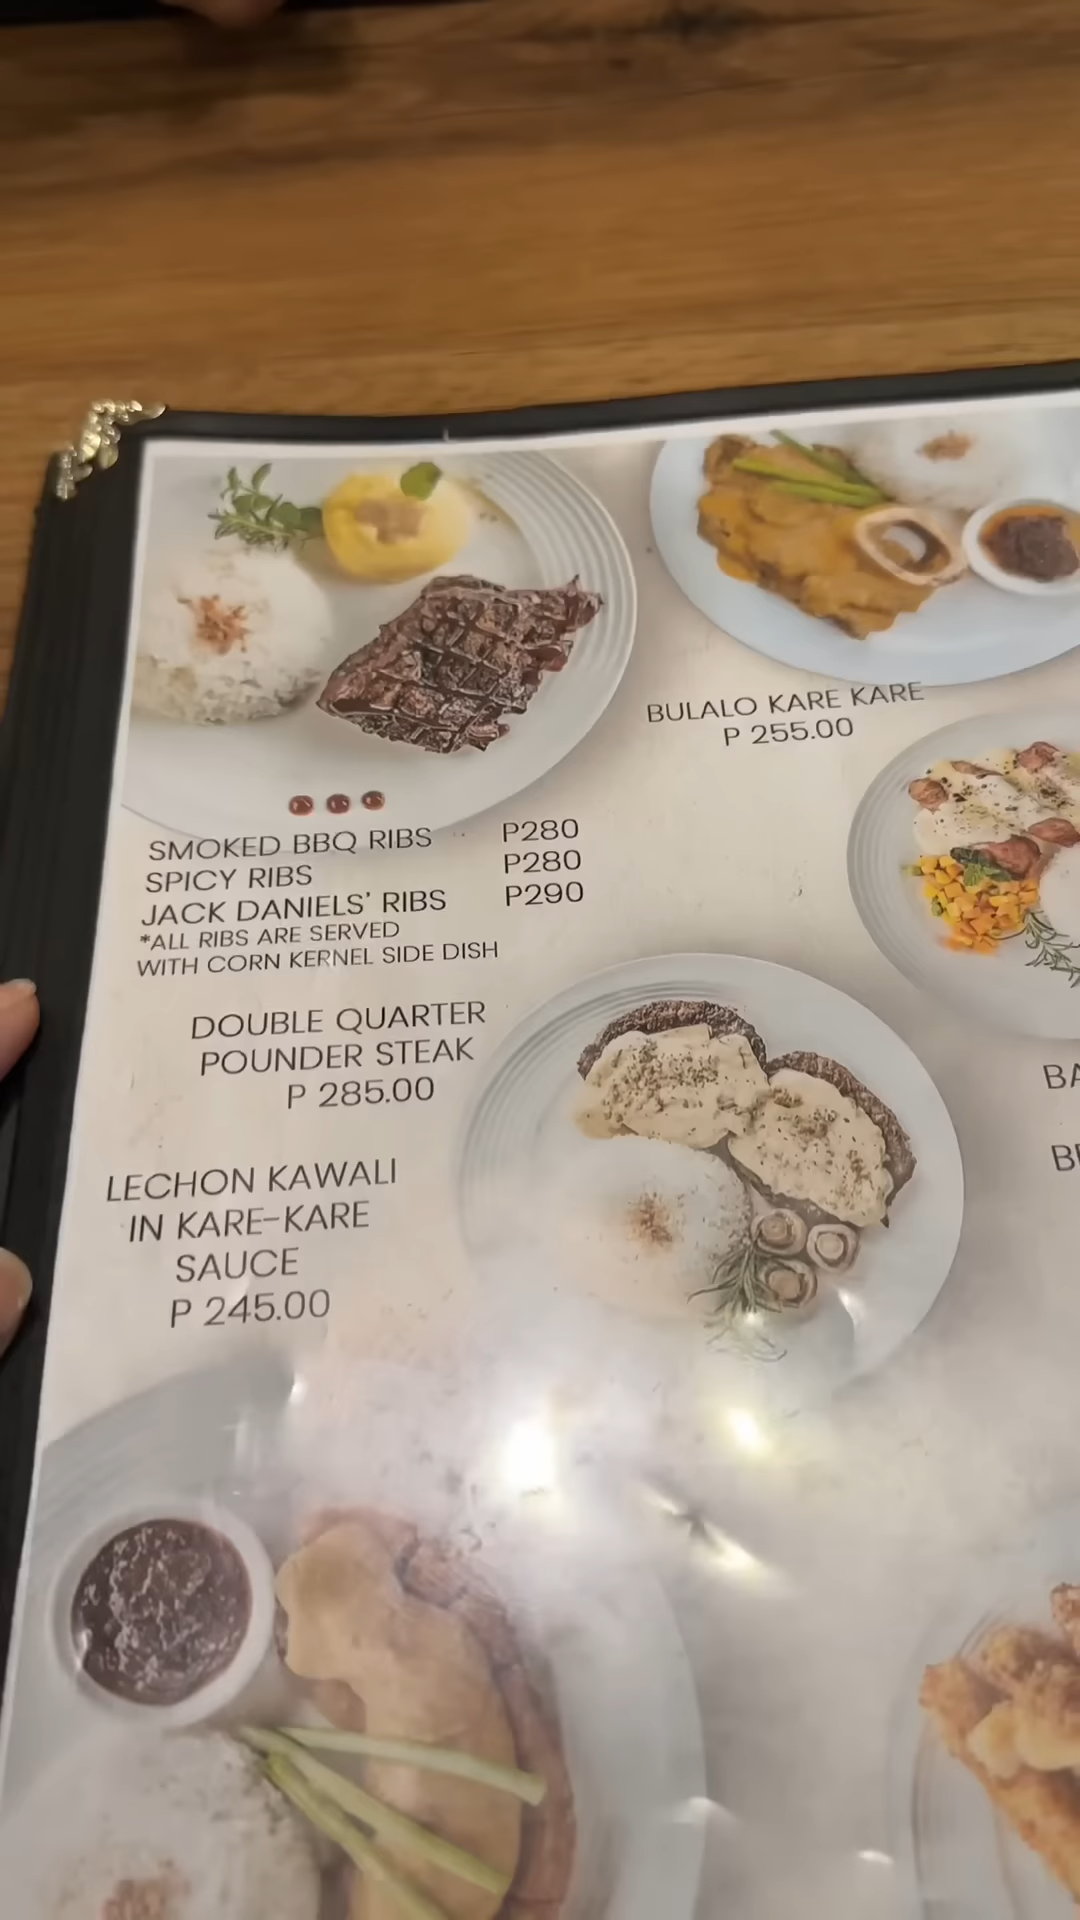 BULALO KARE KARE
P 255.00
SMOKED BBQ RIBS P280
SPICY RIBS P280
JACK DANIELS' RIBS P290
*ALL RIBS ARE SERVED
WITH CORN KERNEL SIDE DISH
DOUBLE QUARTER
POUNDER STEAK
P 285.00
LECHON KAWALI
IN KARE-KARE
SAUCE
P 245.00